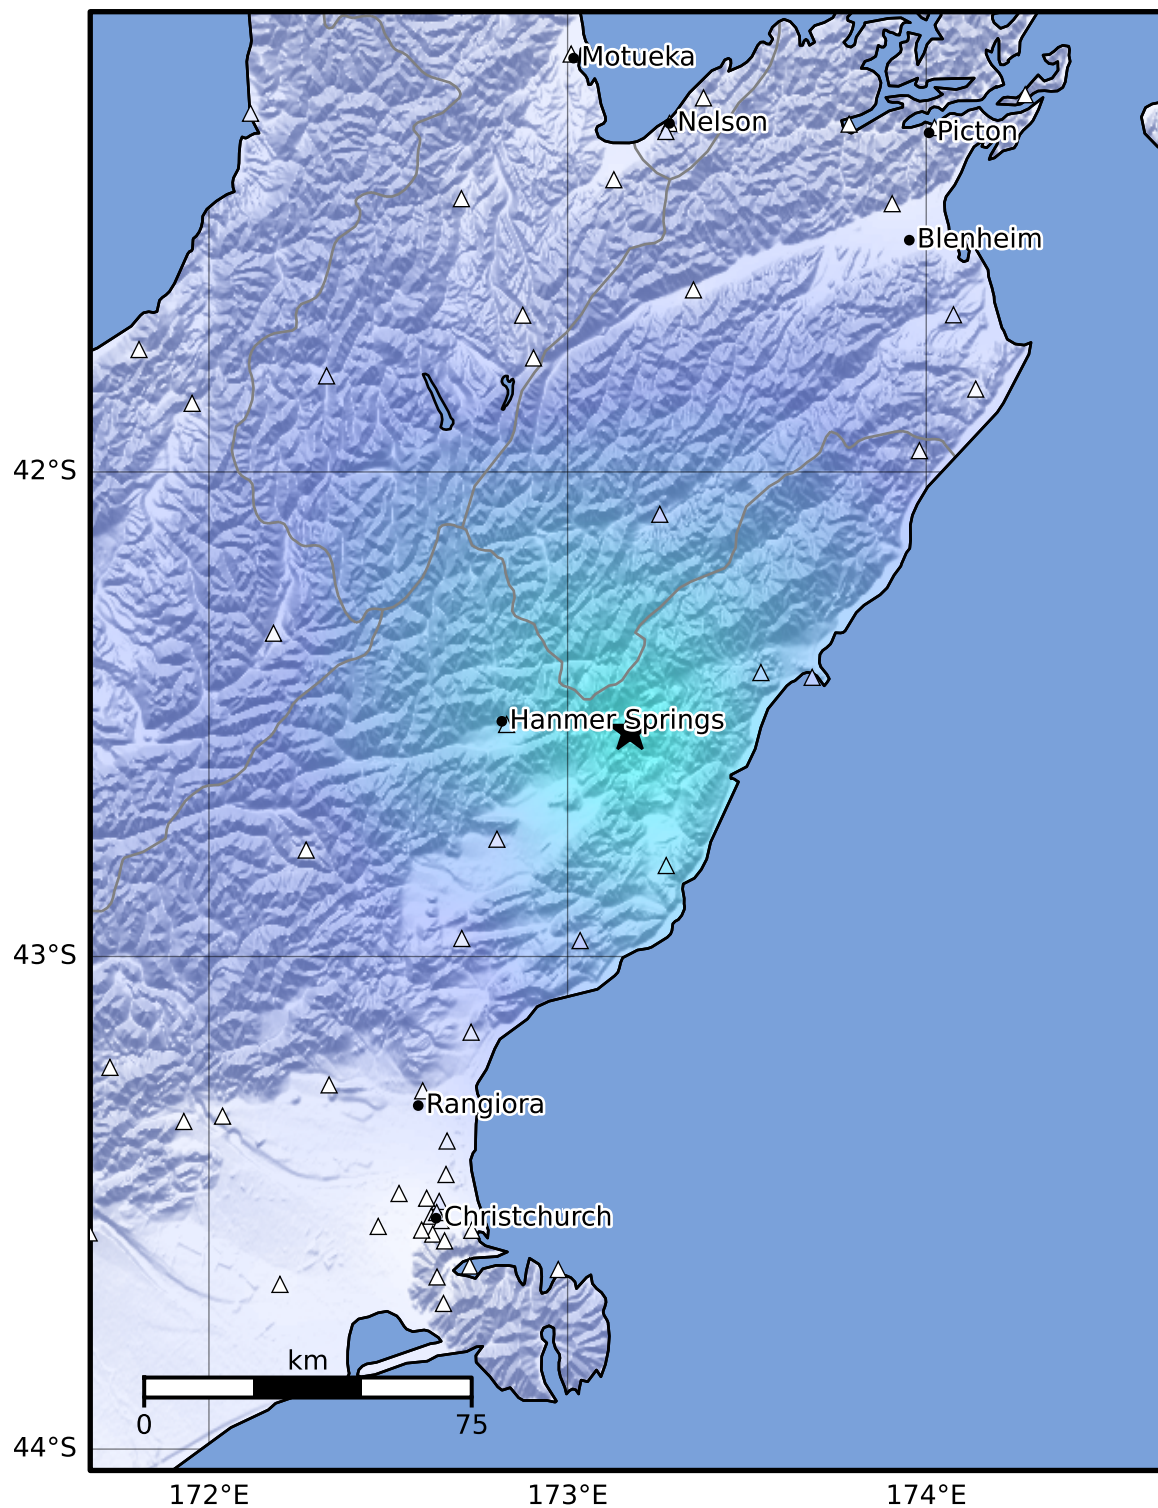 Motueka
Nelson
Picton
Blenheim
42°S
Hanmer Springs
43°S
Rangiora
Christchurch
km
0
75
44°S
172°E
173°E
174°E